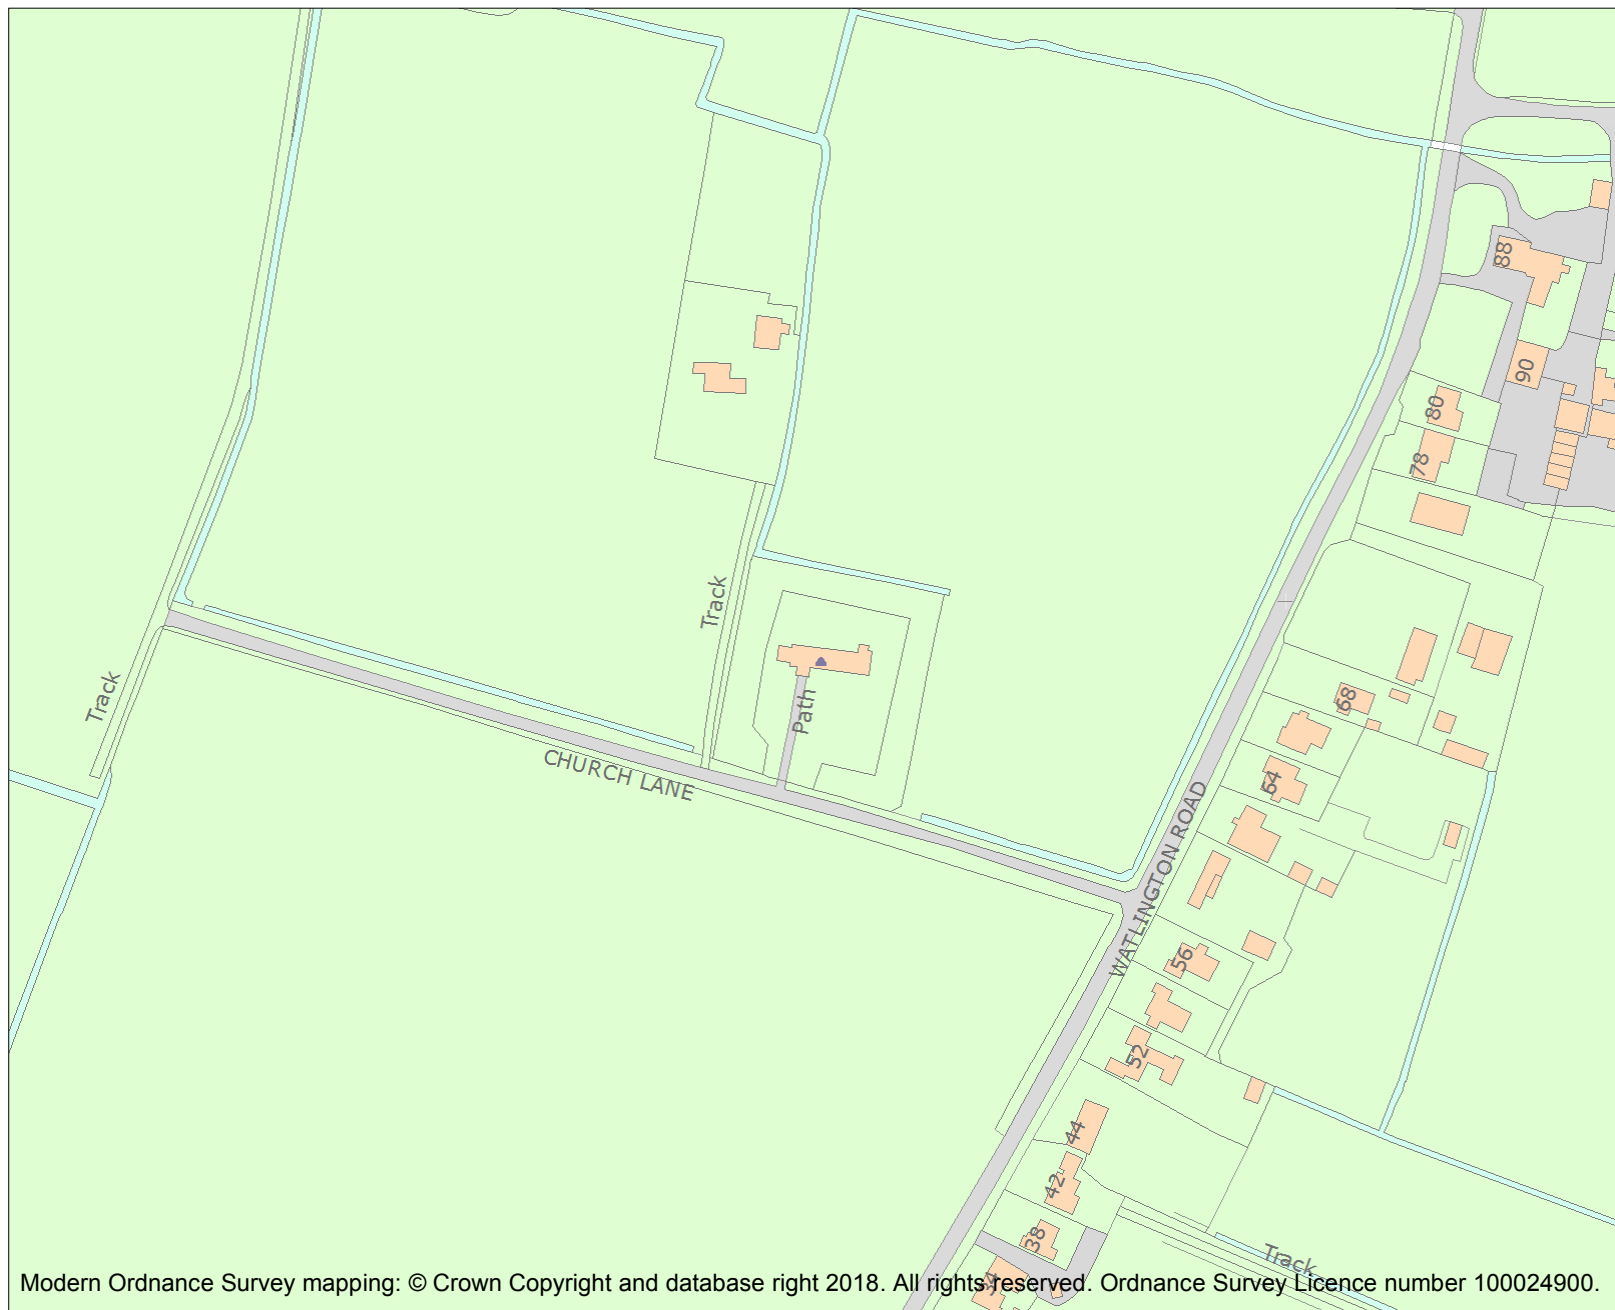 88
90
80
78
Track
Track
68
Path
CHURCH LANE
64
WATLINGTON ROAD
56
52
44
42
38
Track
34
Modern Ordnance Survey mapping: © Crown Copyright and database right 2018. All rights reserved. Ordnance Survey Licence number 100024900.